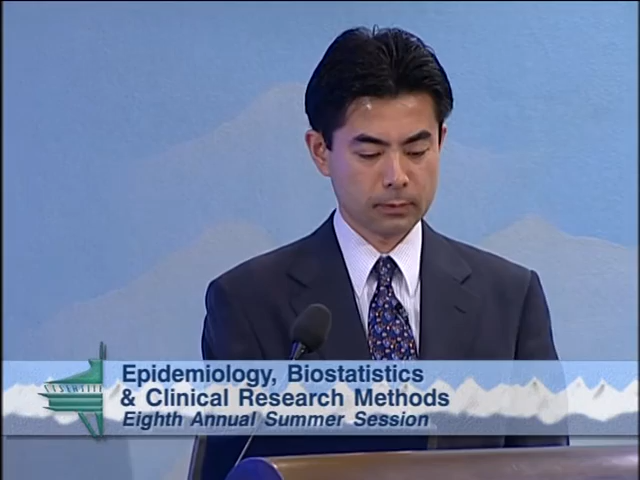 Epidemiology, Biostatistics
& Clinical Research Methods
Eighth Annual Summer Session